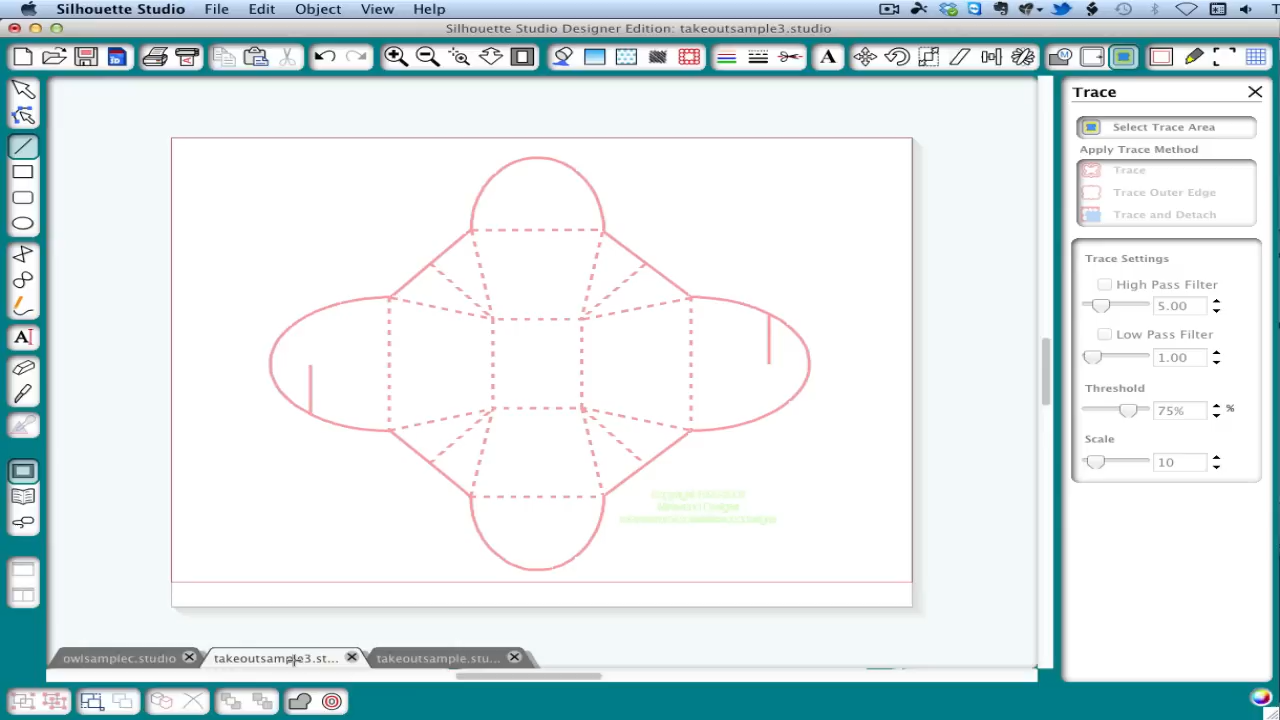 Silhouette Studio File Edit Object View Help
Silhouette Studio Designer Edition: takeoutsample3.studio
Trace
Select Trace Area
Apply Trace Method
Trace
Trace Outer Edge
Trace and Detach
Trace Settings
High Pass Filter
5.00
Low Pass Filter
1.00
Threshold
75% %
Scale
10
owlsamplec.studio takeoutsample3.st... takeoutsample.stu...